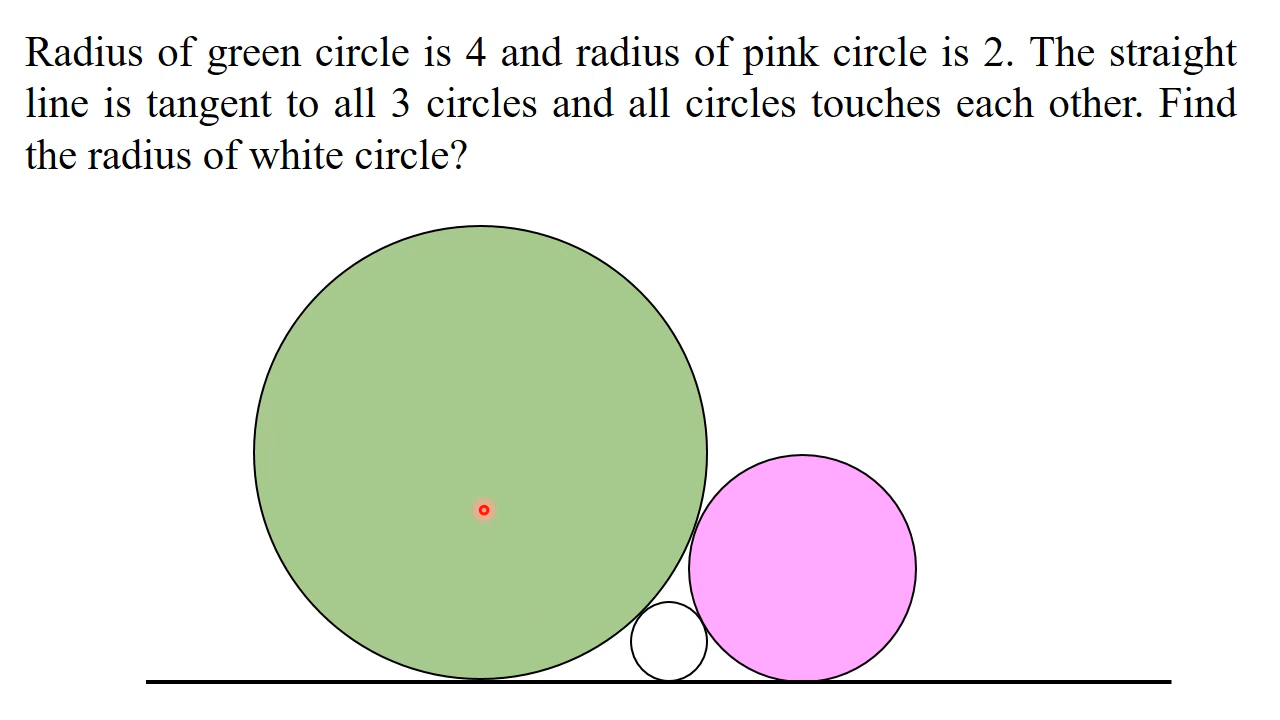 Radius of green circle is 4 and radius of pink circle is 2. The straight
line is tangent to all 3 circles and all circles touches each other. Find
the radius of white circle?